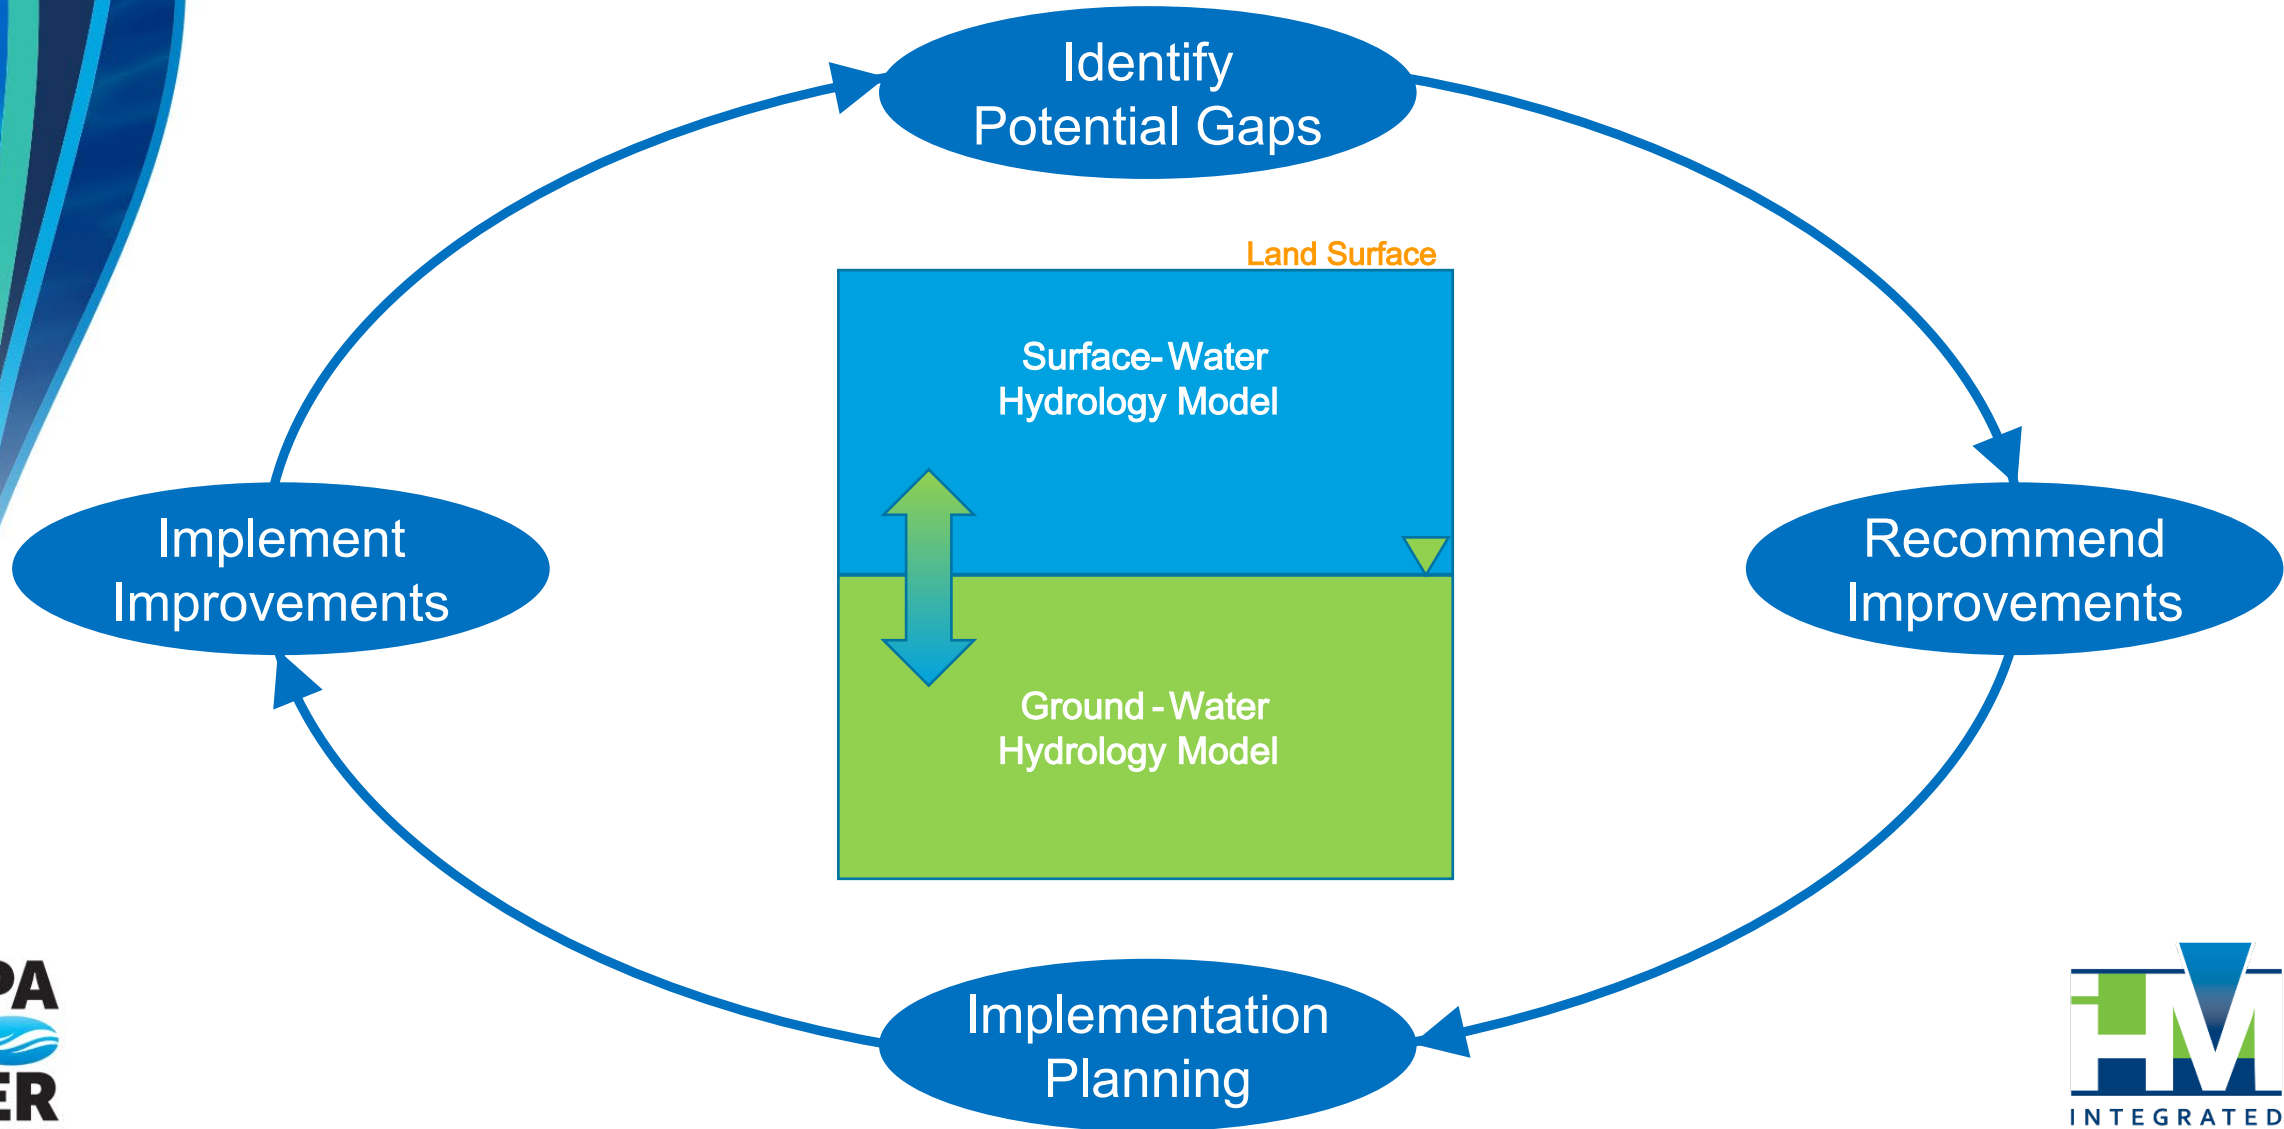 Identify
Potential Gaps
Land Surface
Surface-Water
Hydrology Model
Implement
Improvements
Recommend
Improvements
Ground-Water
Hydrology Model
Implementation
Planning
PA
ER
IHM
INTEGRATED